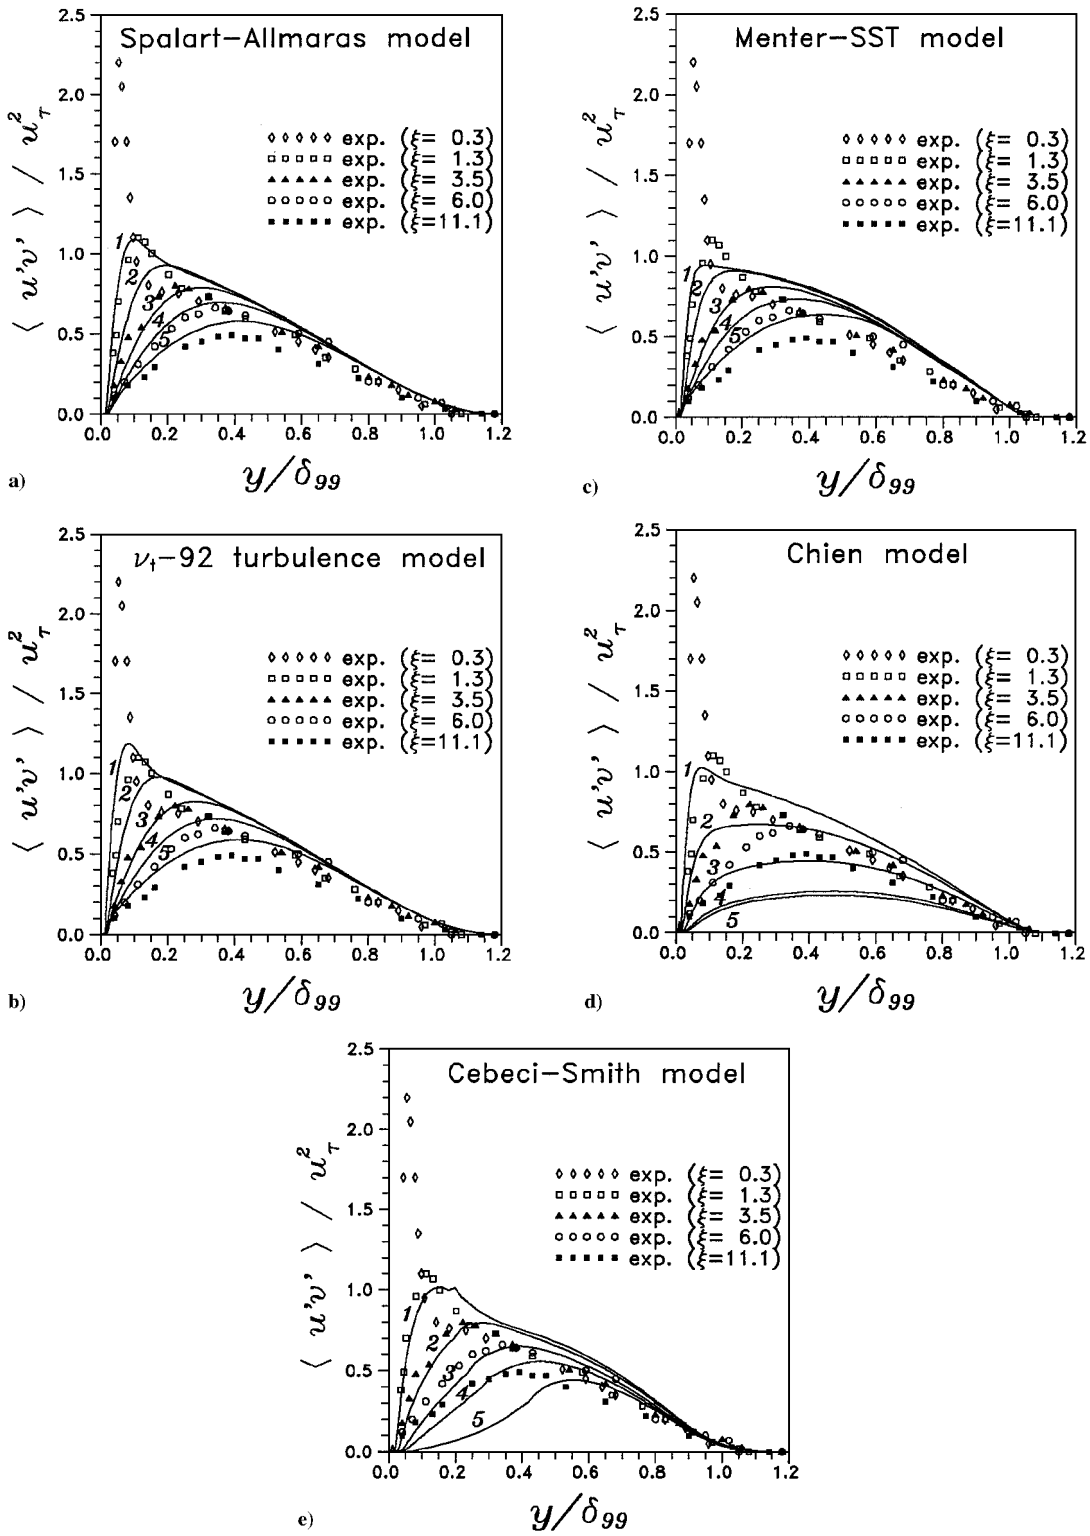 Spalart-Allmaras model
⟨ u'v' ⟩ / u_τ^2
2.5
2.0
1.5
1.0
0.5
0.0
exp. (ξ= 0.3)
exp. (ξ= 1.3)
exp. (ξ= 3.5)
exp. (ξ= 6.0)
exp. (ξ=11.1)
1
2
3
4
5
0.0 0.2 0.4 0.6 0.8 1.0 1.2
y/δ99
a)
Menter-SST model
⟨ u'v' ⟩ / u_τ^2
2.5
2.0
1.5
1.0
0.5
0.0
exp. (ξ= 0.3)
exp. (ξ= 1.3)
exp. (ξ= 3.5)
exp. (ξ= 6.0)
exp. (ξ=11.1)
1
2
3
4
5
0.0 0.2 0.4 0.6 0.8 1.0 1.2
y/δ99
c)
ν_t-92 turbulence model
⟨ u'v' ⟩ / u_τ^2
2.5
2.0
1.5
1.0
0.5
0.0
exp. (ξ= 0.3)
exp. (ξ= 1.3)
exp. (ξ= 3.5)
exp. (ξ= 6.0)
exp. (ξ=11.1)
1
2
3
4
5
0.0 0.2 0.4 0.6 0.8 1.0 1.2
y/δ99
b)
Chien model
⟨ u'v' ⟩ / u_τ^2
2.5
2.0
1.5
1.0
0.5
0.0
exp. (ξ= 0.3)
exp. (ξ= 1.3)
exp. (ξ= 3.5)
exp. (ξ= 6.0)
exp. (ξ=11.1)
1
2
3
4
5
0.0 0.2 0.4 0.6 0.8 1.0 1.2
y/δ99
d)
Cebeci-Smith model
⟨ u'v' ⟩ / u_τ^2
2.5
2.0
1.5
1.0
0.5
0.0
exp. (ξ= 0.3)
exp. (ξ= 1.3)
exp. (ξ= 3.5)
exp. (ξ= 6.0)
exp. (ξ=11.1)
1
2
3
4
5
0.0 0.2 0.4 0.6 0.8 1.0 1.2
y/δ99
e)